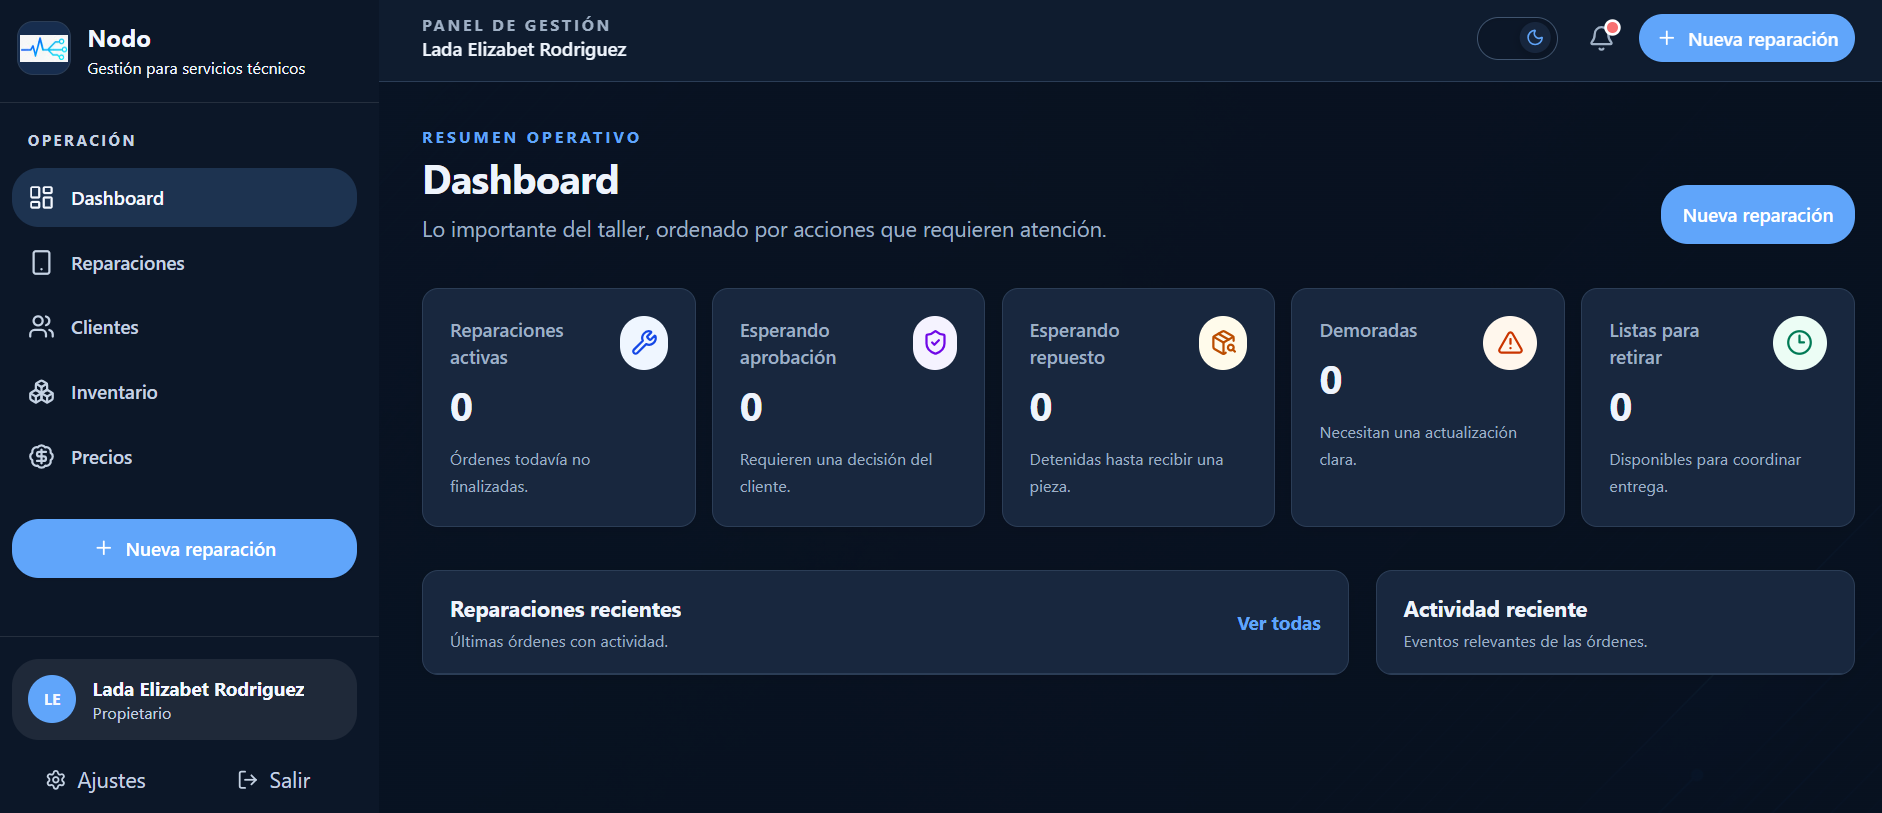 Nodo
Gestión para servicios técnicos
OPERACIÓN
Dashboard
Reparaciones
Clientes
Inventario
Precios
Nueva reparación
LE
Lada Elizabet Rodriguez
Propietario
Ajustes
Salir
PANEL DE GESTIÓN
Lada Elizabet Rodriguez
Nueva reparación
RESUMEN OPERATIVO
Dashboard
Lo importante del taller, ordenado por acciones que requieren atención.
Nueva reparación
Reparaciones
activas
0
Órdenes todavía no
finalizadas.
Esperando
aprobación
0
Requieren una decisión del
cliente.
Esperando
repuesto
0
Detenidas hasta recibir una
pieza.
Demoradas
0
Necesitan una actualización
clara.
Listas para
retirar
0
Disponibles para coordinar
entrega.
Reparaciones recientes
Últimas órdenes con actividad.
Ver todas
Actividad reciente
Eventos relevantes de las órdenes.